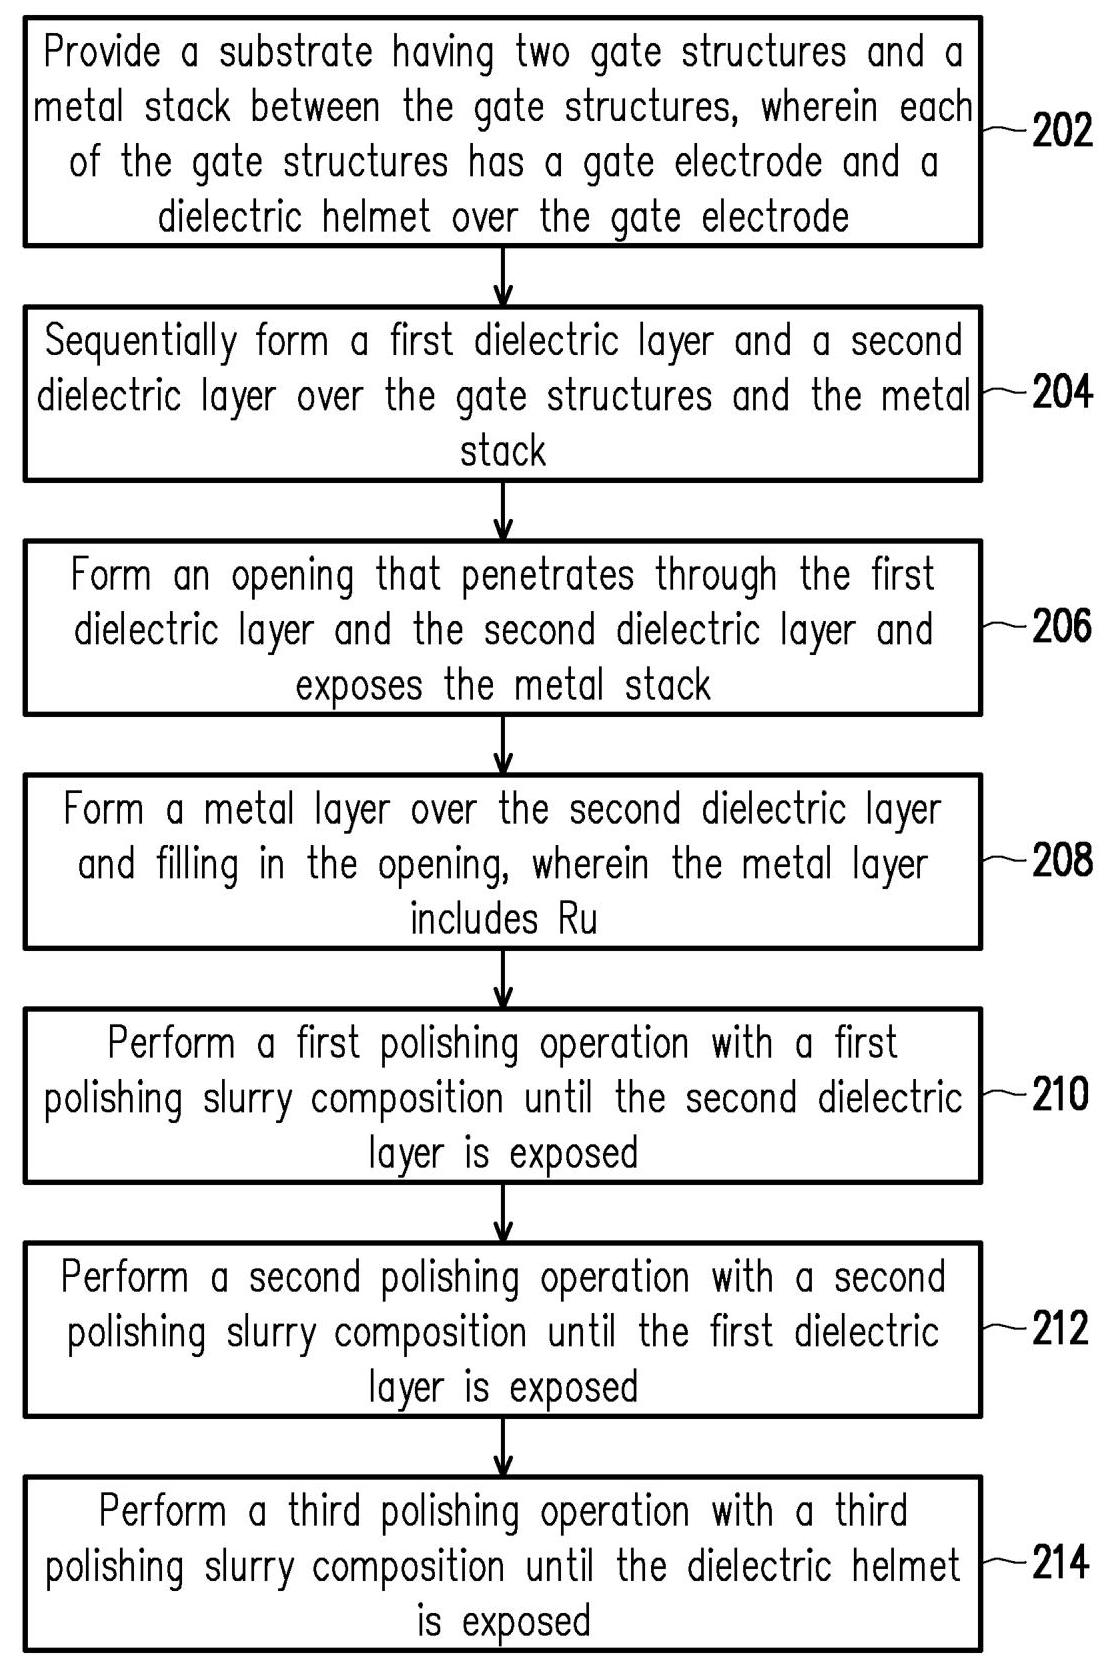 Provide a substrate having two gate structures and a
metal stack between the gate structures, wherein each
of the gate structures has a gate electrode and a
dielectric helmet over the gate electrode
202
Sequentially form a first dielectric layer and a second
dielectric layer over the gate structures and the metal
stack
204
Form an opening that penetrates through the first
dielectric layer and the second dielectric layer and
exposes the metal stack
206
Form a metal layer over the second dielectric layer
and filling in the opening, wherein the metal layer
includes Ru
208
Perform a first polishing operation with a first
polishing slurry composition until the second dielectric
layer is exposed
210
Perform a second polishing operation with a second
polishing slurry composition until the first dielectric
layer is exposed
212
Perform a third polishing operation with a third
polishing slurry composition until the dielectric helmet
is exposed
214